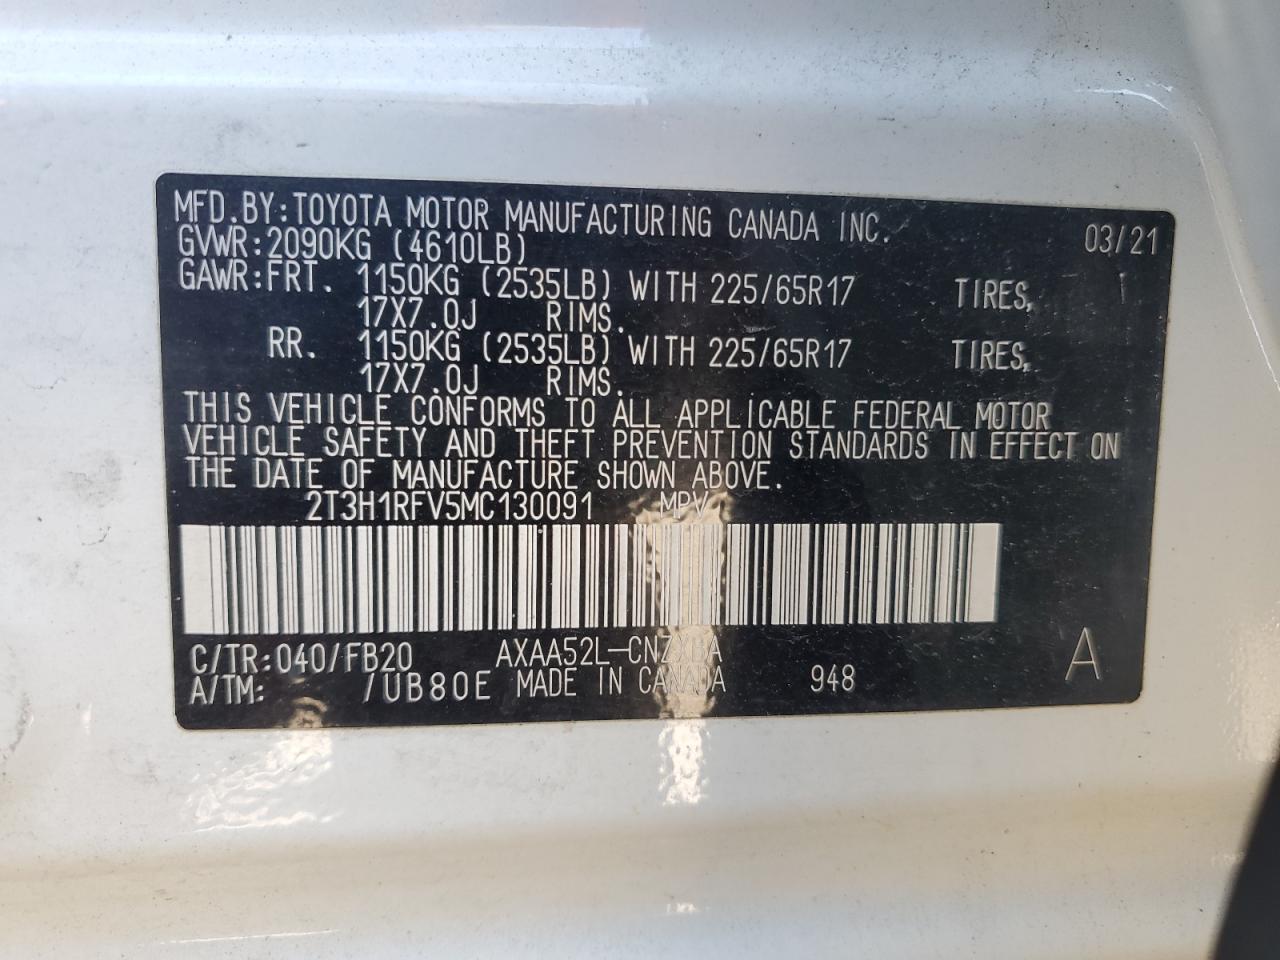 MFD.BY:TOYOTA MOTOR MANUFACTURING CANADA INC. 03/21
GVWR:2090KG (4610LB)
GAWR:FRT. 1150KG (2535LB) WITH 225/65R17 TIRES,
17X7.0J RIMS.
RR. 1150KG (2535LB) WITH 225/65R17 TIRES,
17X7.0J RIMS.
THIS VEHICLE CONFORMS TO ALL APPLICABLE FEDERAL MOTOR
VEHICLE SAFETY AND THEFT PREVENTION STANDARDS IN EFFECT ON
THE DATE OF MANUFACTURE SHOWN ABOVE.
2T3H1RFV5MC130091 MPV
C/TR:040/FB20
A/TM: /UB80E MADE IN CANADA 948 A